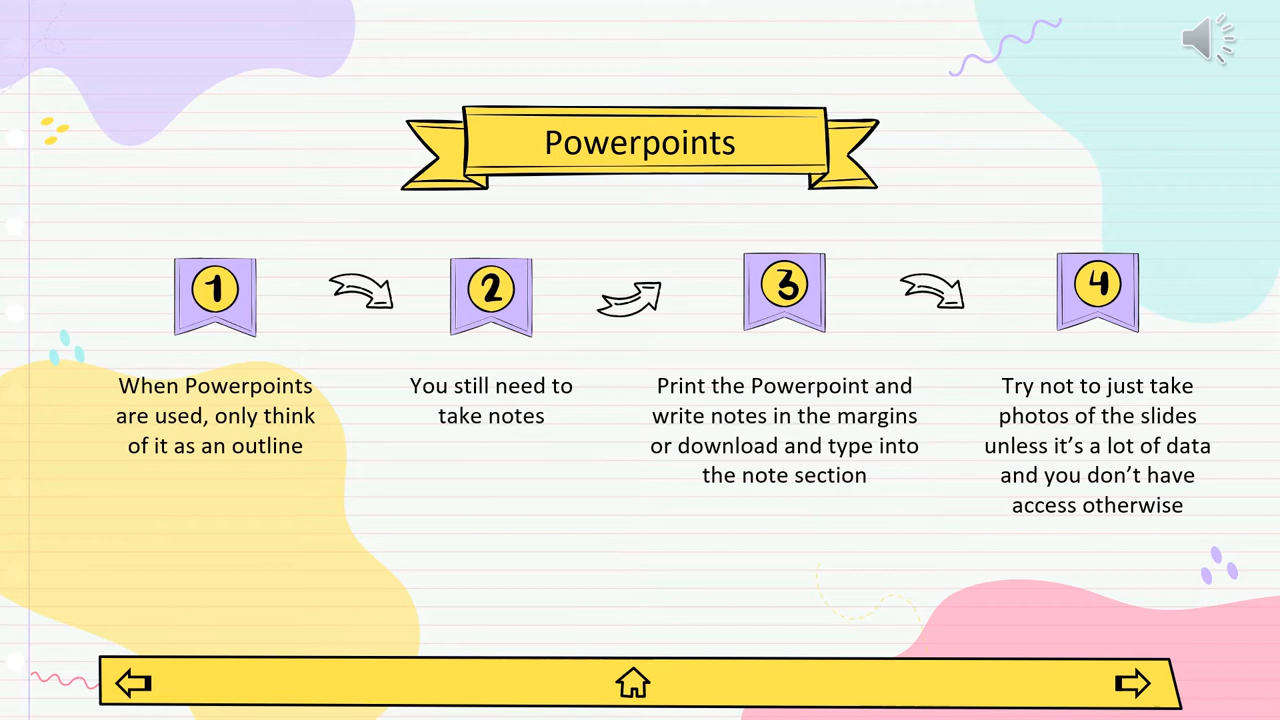 Powerpoints
1
2
3
4
When Powerpoints
are used, only think
of it as an outline
You still need to
take notes
Print the Powerpoint and
write notes in the margins
or download and type into
the note section
Try not to just take
photos of the slides
unless it’s a lot of data
and you don’t have
access otherwise